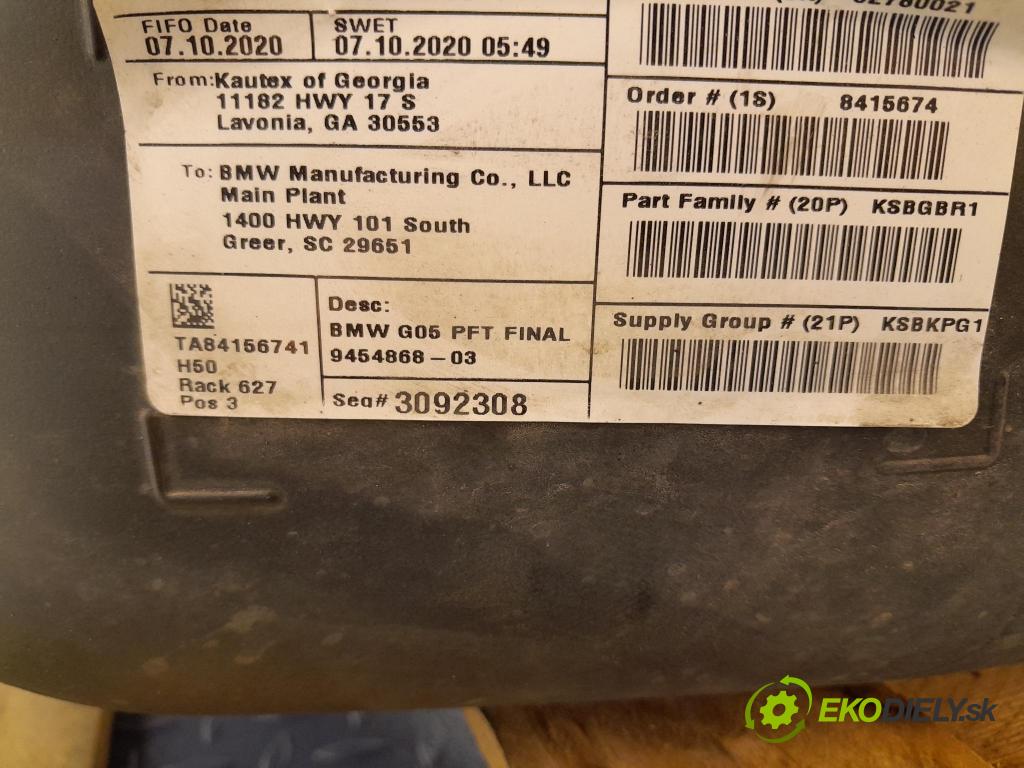 FIFO Date
07.10.2020
SWET
07.10.2020 05:49
From:Kautex of Georgia
11182 HWY 17 S
Lavonia, GA 30553
To: BMW Manufacturing Co., LLC
Main Plant
1400 HWY 101 South
Greer, SC 29651
TA84156741
H50
Rack 627
Pos 3
Desc:
BMW G05 PFT FINAL
9454868-03
Seq# 3092308
Order # (1S) 8415674
Part Family # (20P) KSBGBR1
Supply Group # (21P) KSBKPG1
EKODIELY.sk